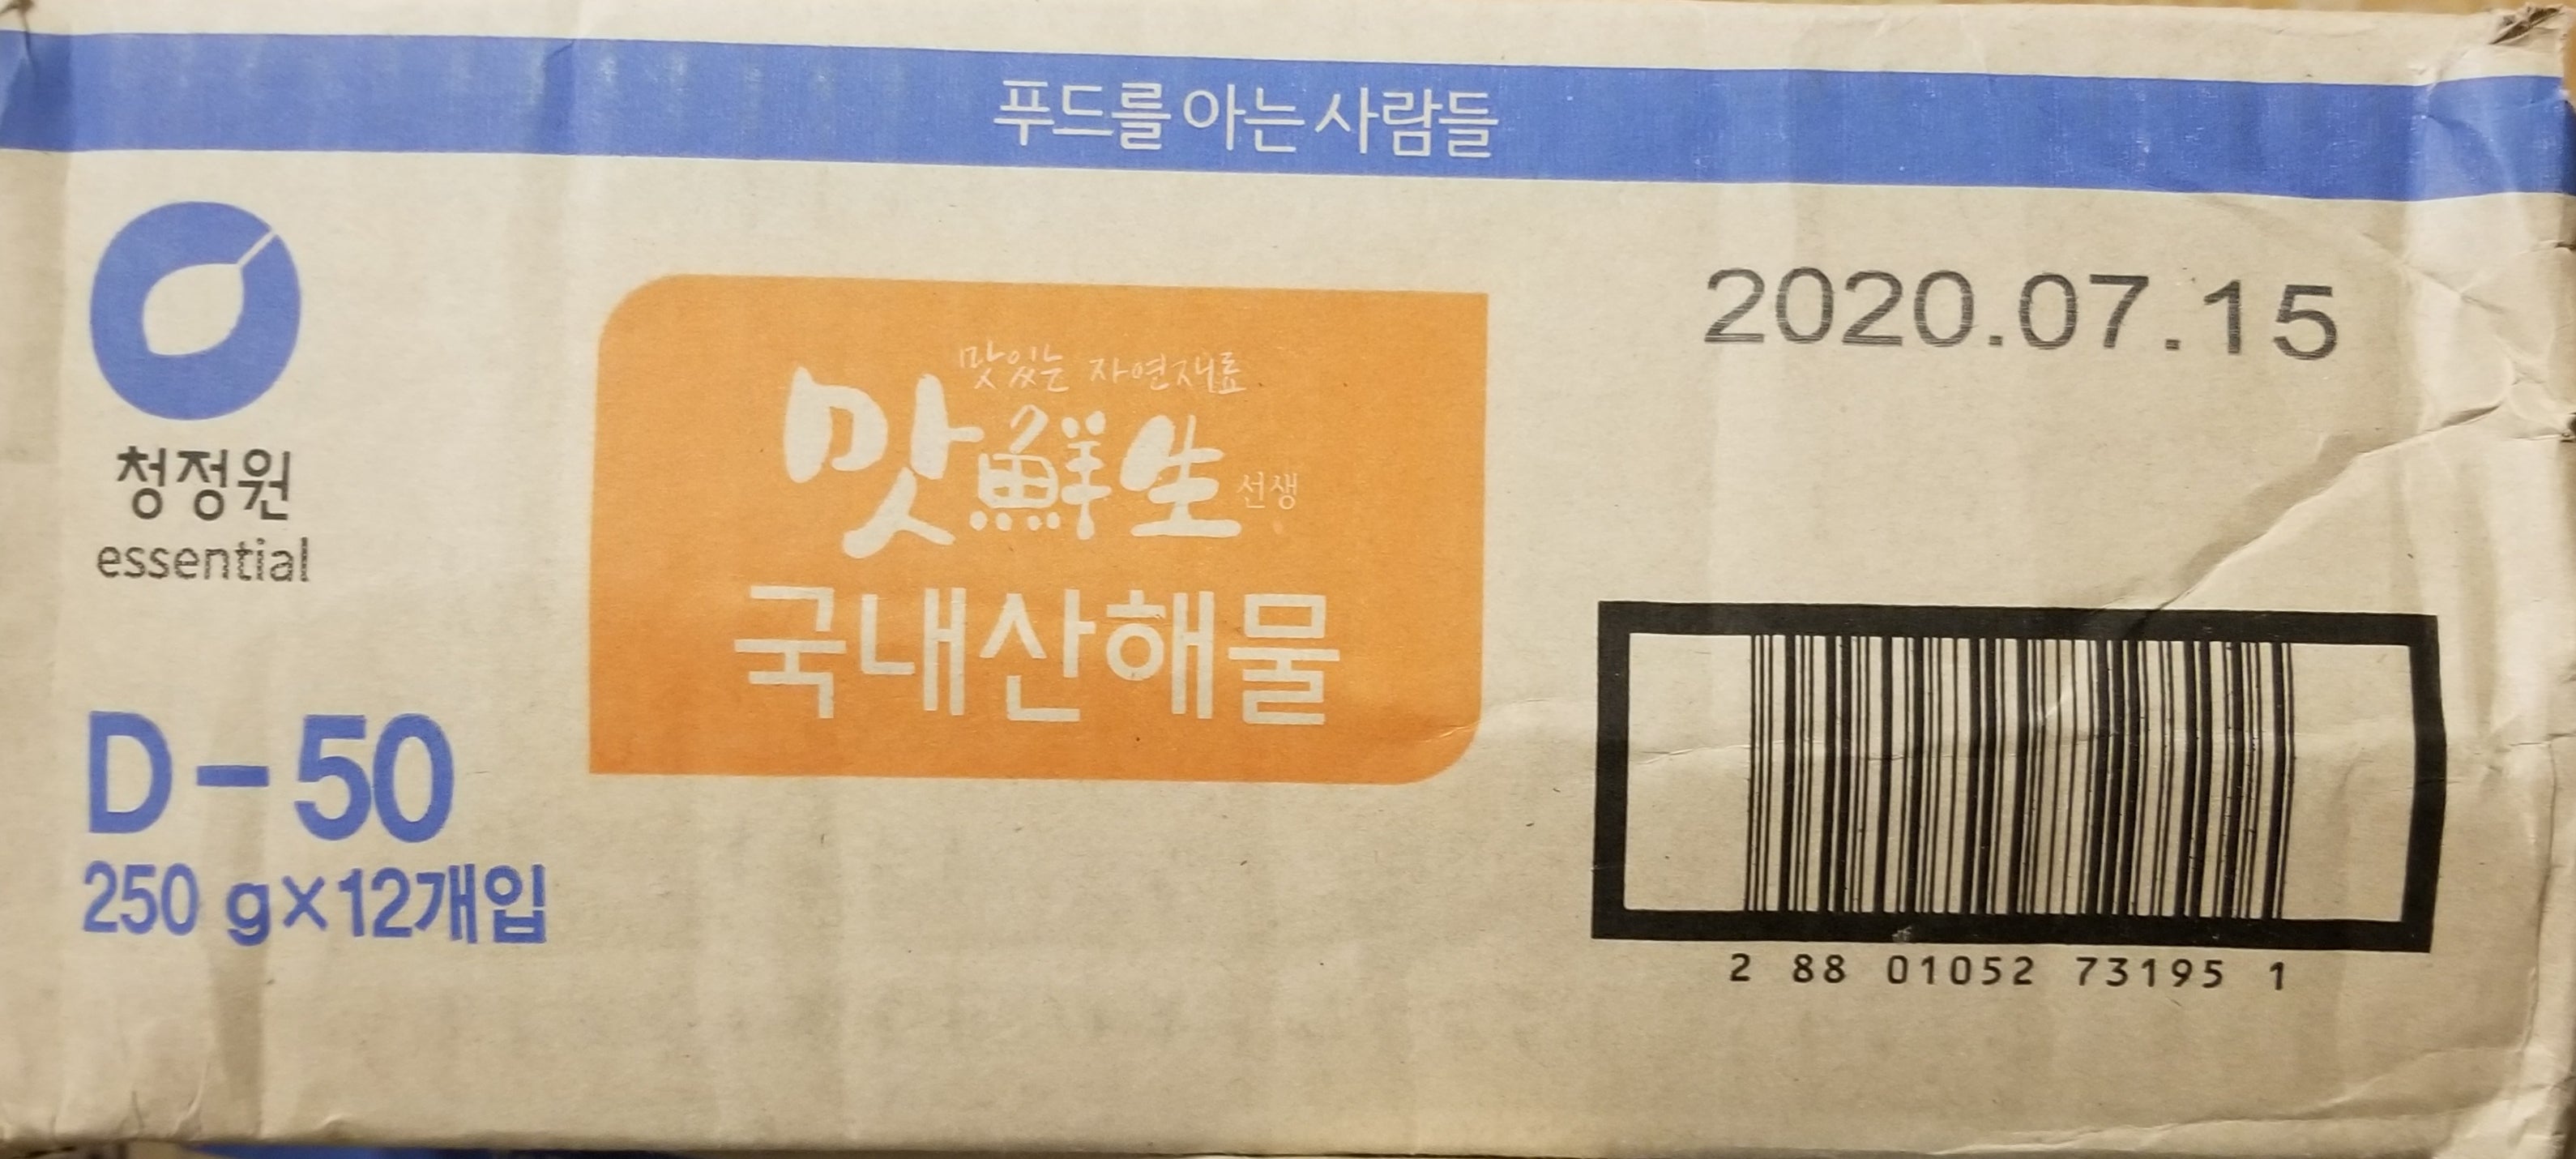 푸드를 아는 사람들
청정원
essential
D-50
250 g×12개입
맛있는 자연재료
맛鮮生 선생
국내산해물
2020.07.15
2 88 01052 73195 1